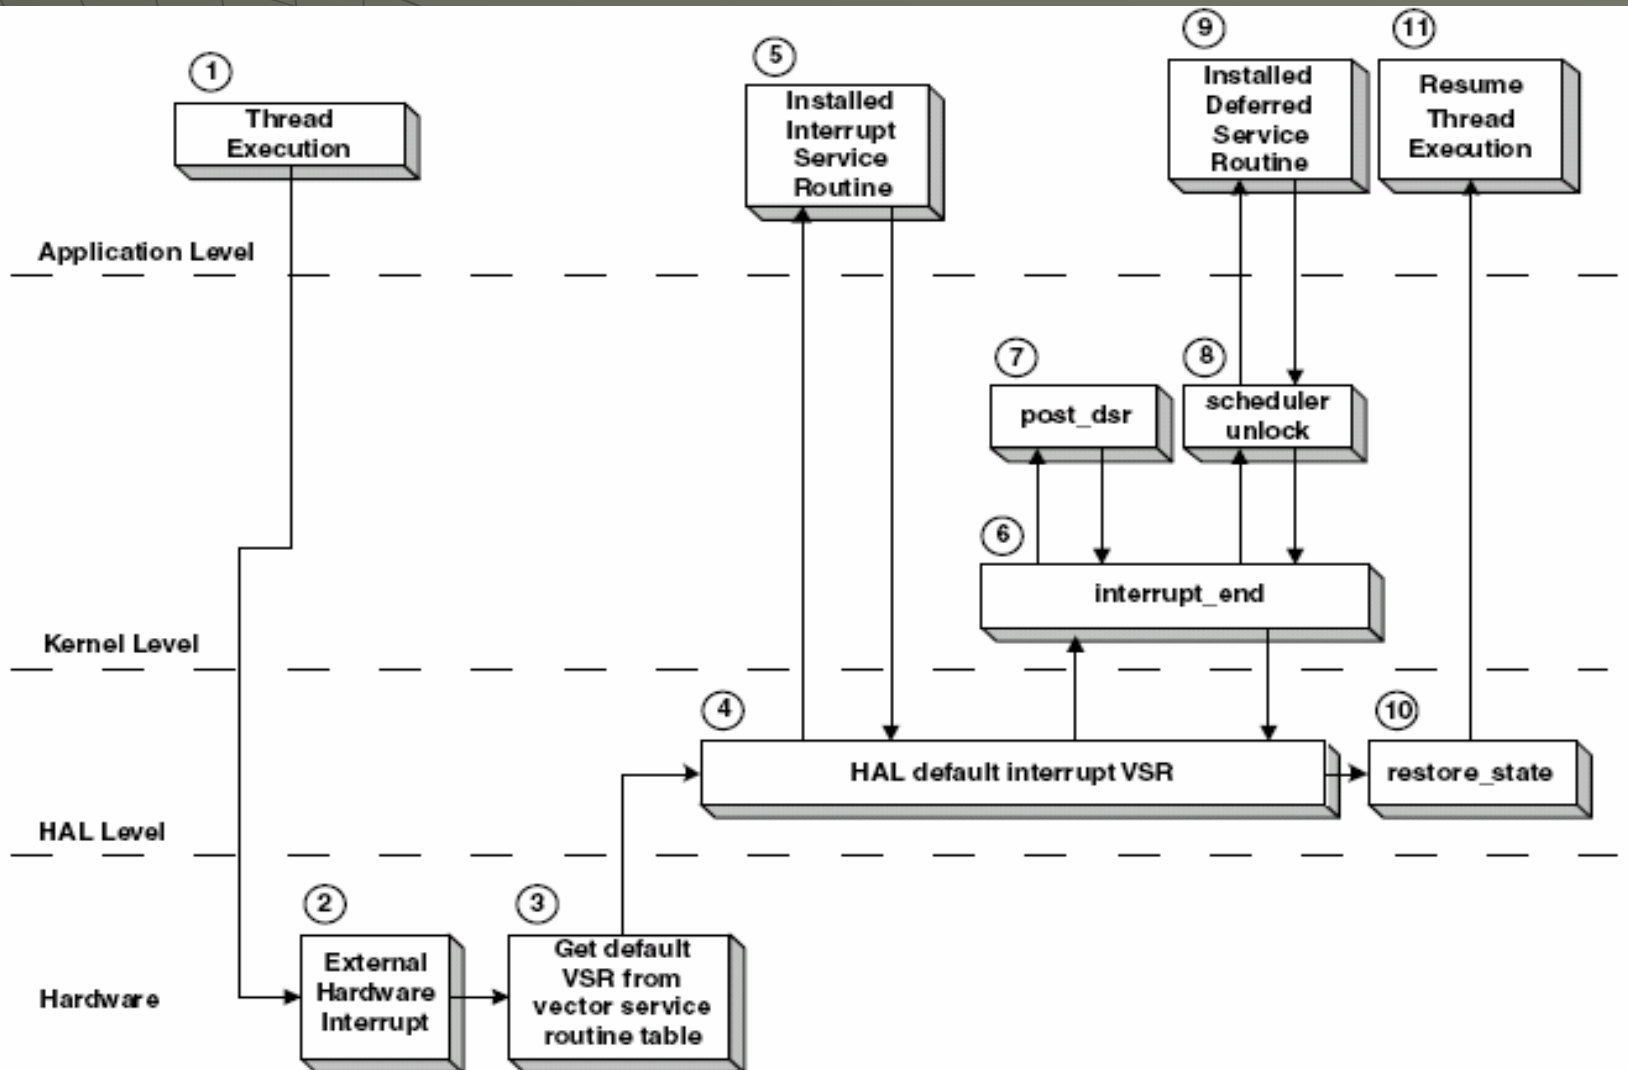 1
Thread
Execution
5
Installed
Interrupt
Service
Routine
9
Installed
Deferred
Service
Routine
11
Resume
Thread
Execution
Application Level
7
post_dsr
8
scheduler
unlock
6
interrupt_end
Kernel Level
4
HAL default interrupt VSR
10
restore_state
HAL Level
2
External
Hardware
Interrupt
3
Get default
VSR from
vector service
routine table
Hardware